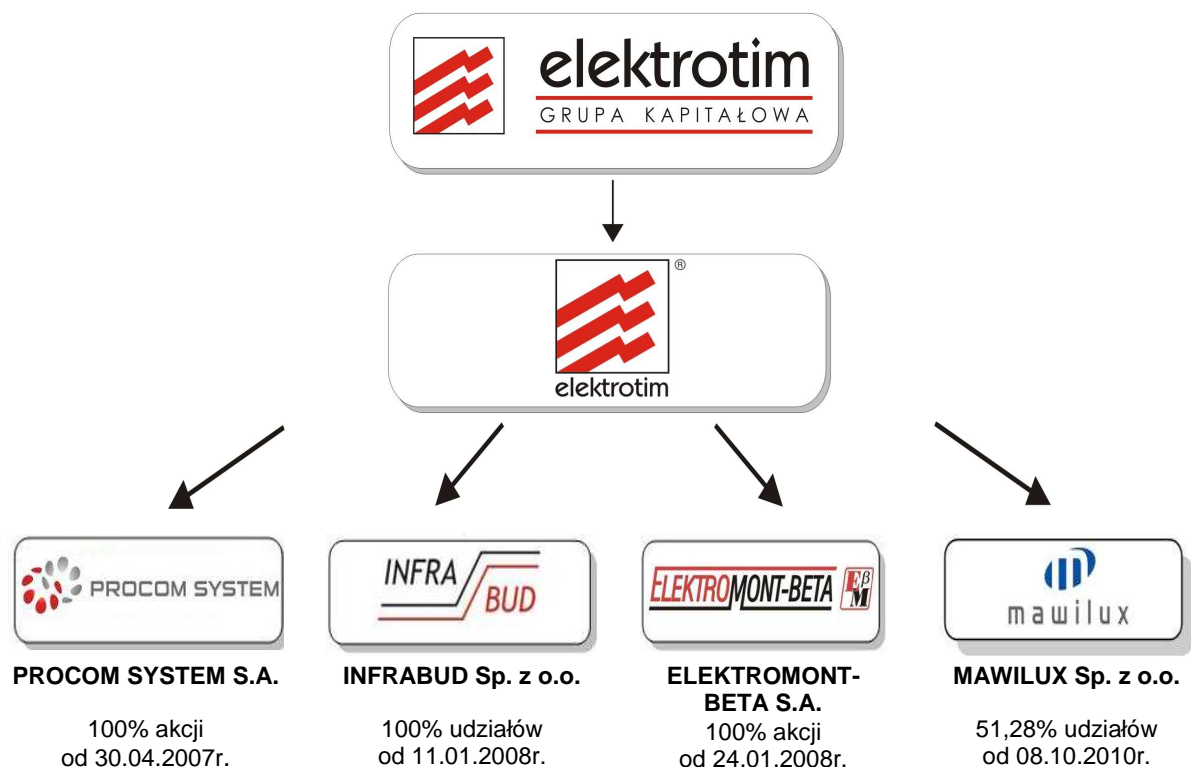 elektrotim
GRUPA KAPITAŁOWA
®
elektrotim
PROCOM SYSTEM
INFRA
BUD
ELEKTROMONT-BETA
Eβ
M
mawilux
PROCOM SYSTEM S.A.
100% akcji
od 30.04.2007r.
INFRABUD Sp. z o.o.
100% udziałów
od 11.01.2008r.
ELEKTROMONT-
BETA S.A.
100% akcji
od 24.01.2008r.
MAWILUX Sp. z o.o.
51,28% udziałów
od 08.10.2010r.